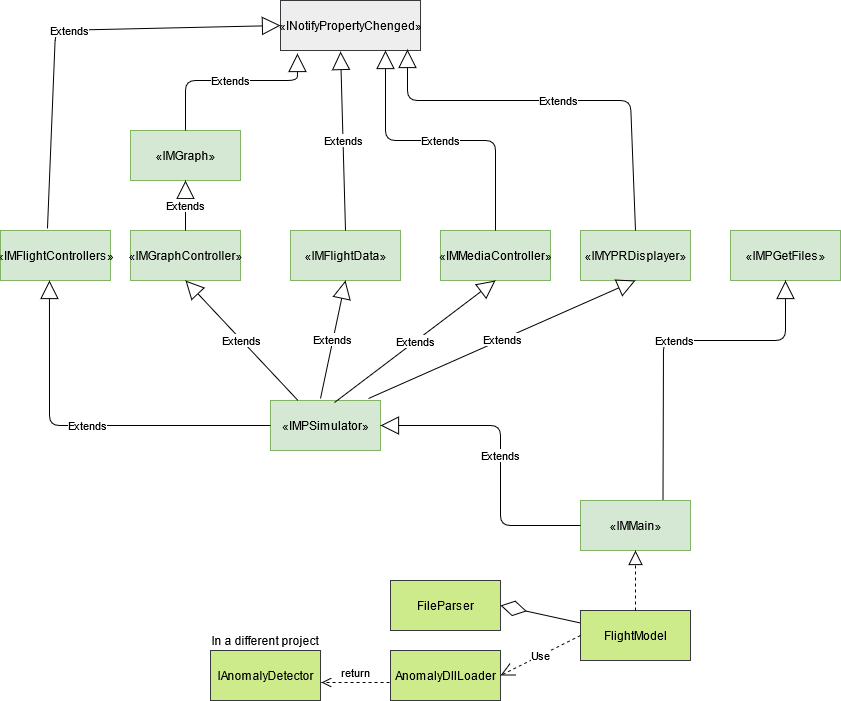 «INotifyPropertyChenged»
Extends
Extends
Extends
Extends
Extends
«IMGraph»
Extends
«IMFlightControllers»
«IMGraphController»
«IMFlightData»
«IMMediaController»
«IMYPRDisplayer»
«IMPGetFiles»
Extends
Extends
Extends
Extends
Extends
Extends
«IMPSimulator»
Extends
«IMMain»
FileParser
FlightModel
In a different project
Use
IAnomalyDetector
return
AnomalyDllLoader